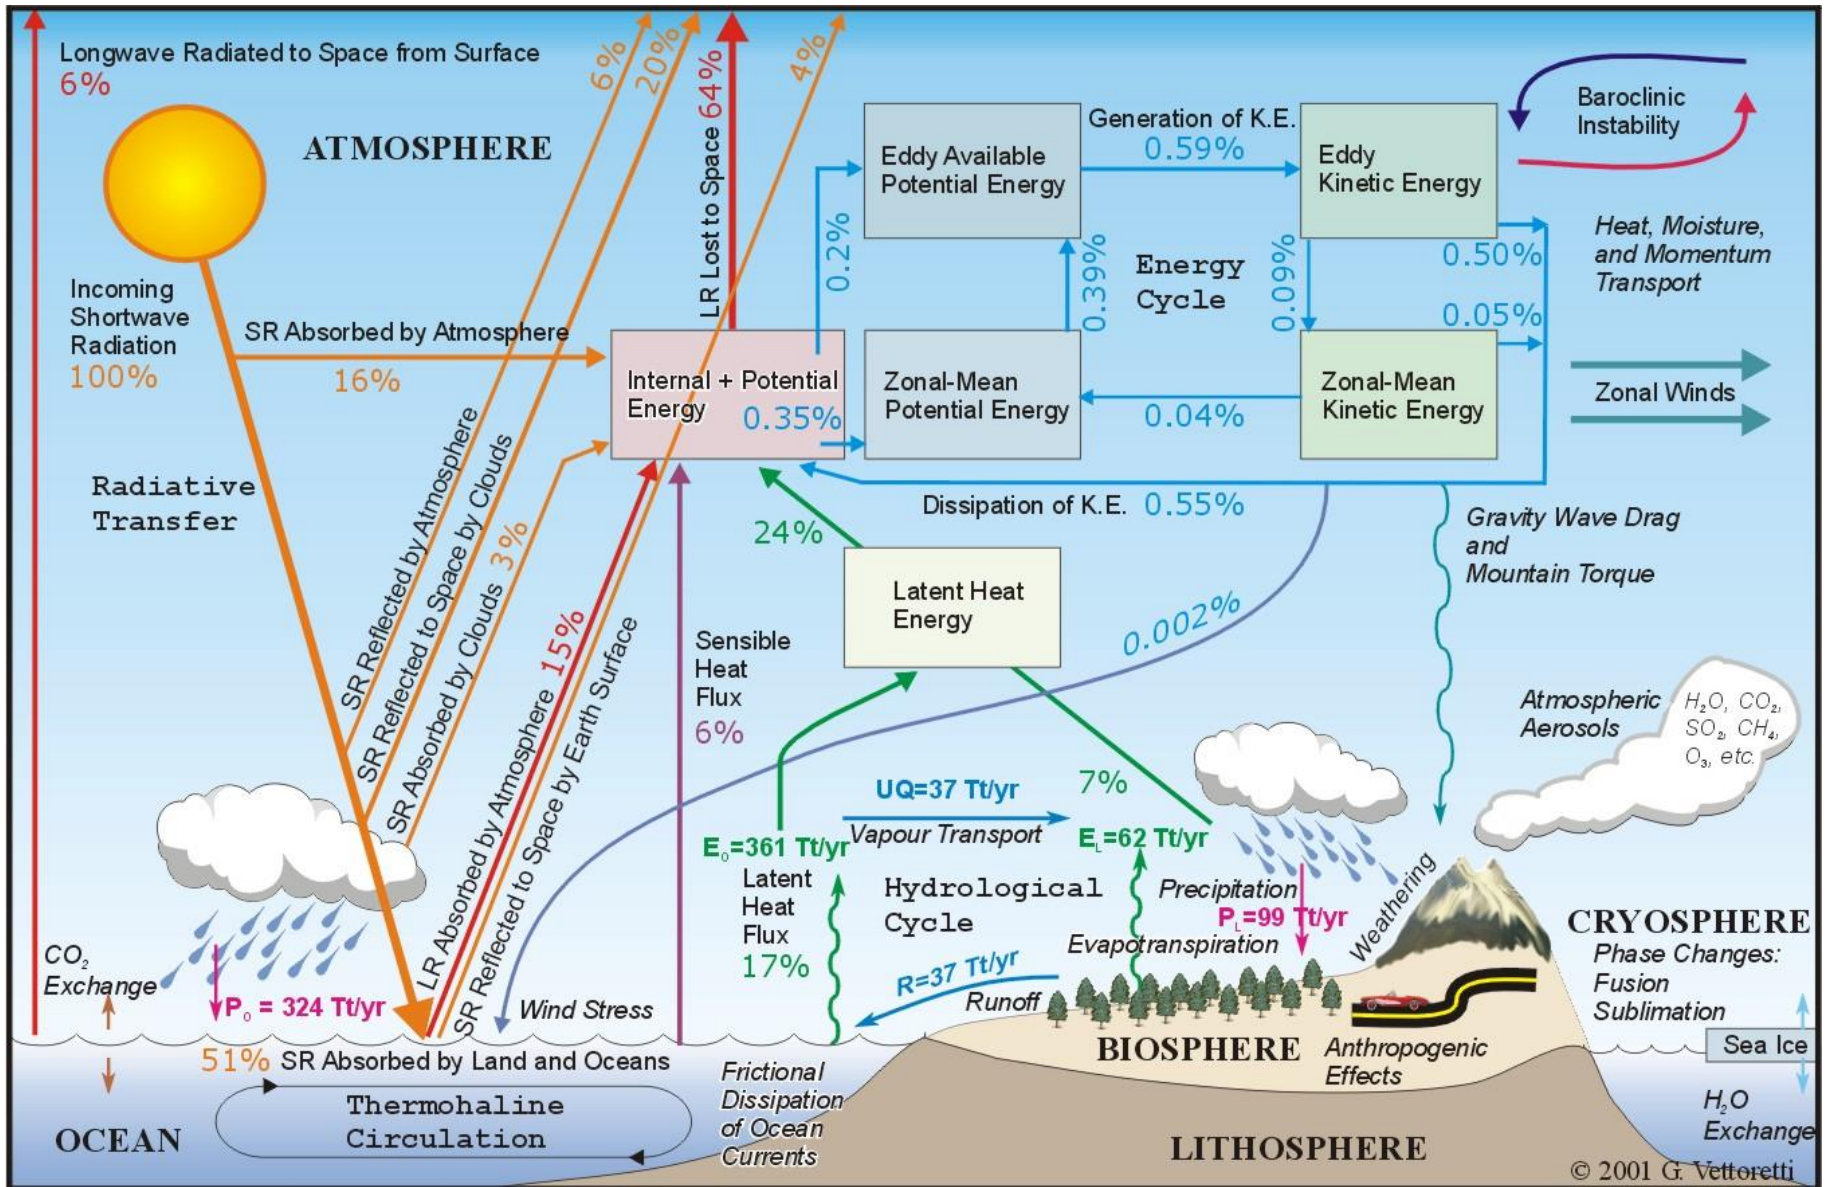 Longwave Radiated to Space from Surface
6%
ATMOSPHERE
Incoming
Shortwave
Radiation
100%
SR Absorbed by Atmosphere
16%
Radiative
Transfer
6%
20%
LR Lost to Space 64%
4%
SR Reflected by Atmosphere
SR Reflected to Space by Clouds
SR Absorbed by Clouds 3%
LR Absorbed by Atmosphere 15%
SR Reflected to Space by Earth Surface
Internal + Potential
Energy
0.35%
0.2%
Eddy Available
Potential Energy
Generation of K.E.
0.59%
Eddy
Kinetic Energy
0.39%
Energy
Cycle
0.09%
0.50%
0.05%
Zonal-Mean
Potential Energy
0.04%
Zonal-Mean
Kinetic Energy
Dissipation of K.E. 0.55%
Baroclinic
Instability
Heat, Moisture,
and Momentum
Transport
Zonal Winds
Gravity Wave Drag
and
Mountain Torque
24%
Latent Heat
Energy
0.002%
Sensible
Heat
Flux
6%
Atmospheric
Aerosols
H₂O, CO₂,
SO₂, CH₄,
O₃, etc.
UQ=37 Tt/yr
Vapour Transport
7%
E₀=361 Tt/yr
Latent
Heat
Flux
17%
Hydrological
Cycle
E_L=62 Tt/yr
Precipitation
P_L=99 Tt/yr
Evapotranspiration
Weathering
R=37 Tt/yr
Runoff
CRYOSPHERE
Phase Changes:
Fusion
Sublimation
Sea Ice
H₂O
Exchange
CO₂
Exchange
P₀ = 324 Tt/yr
Wind Stress
51% SR Absorbed by Land and Oceans
Thermohaline
Circulation
OCEAN
Frictional
Dissipation
of Ocean
Currents
BIOSPHERE
Anthropogenic
Effects
LITHOSPHERE
© 2001 G. Vettoretti